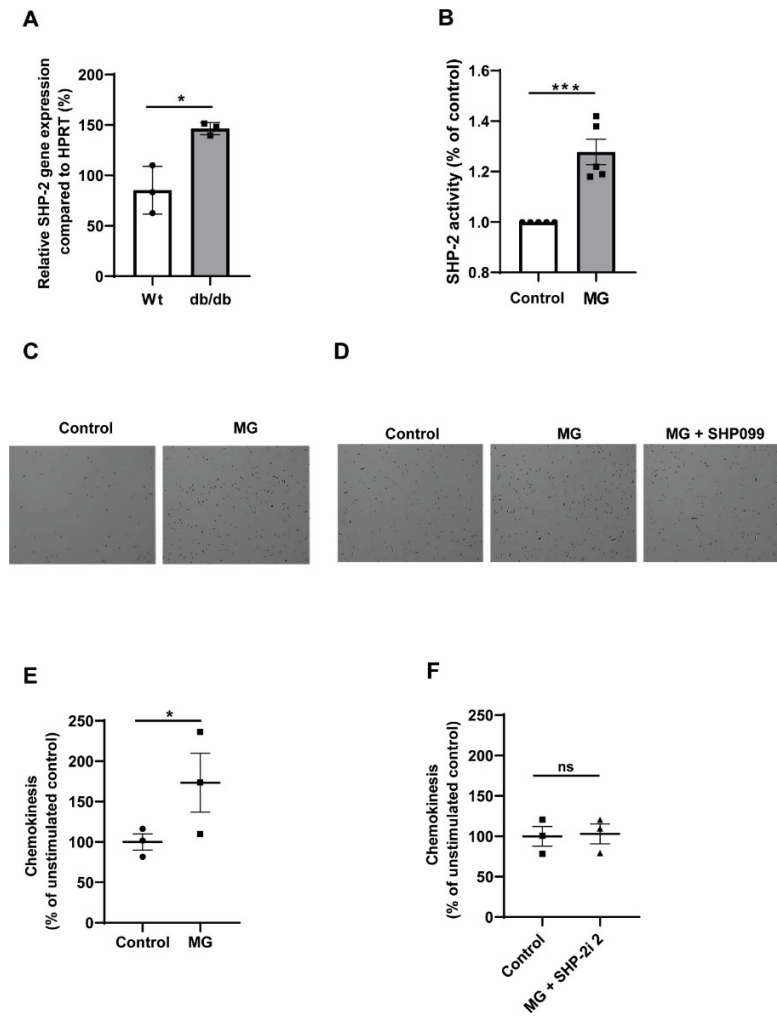 A
Relative SHP-2 gene expression
compared to HPRT (%)
200
150
100
50
0
*
Wt
db/db
B
SHP-2 activity (% of control)
1.6
1.4
1.2
1.0
0.8
***
Control
MG
C
Control
MG
D
Control
MG
MG + SHP099
E
Chemokinesis
(% of unstimulated control)
250
200
150
100
50
0
*
Control
MG
F
Chemokinesis
(% of unstimulated control)
250
200
150
100
50
0
ns
Control
MG + SHP-2i 2